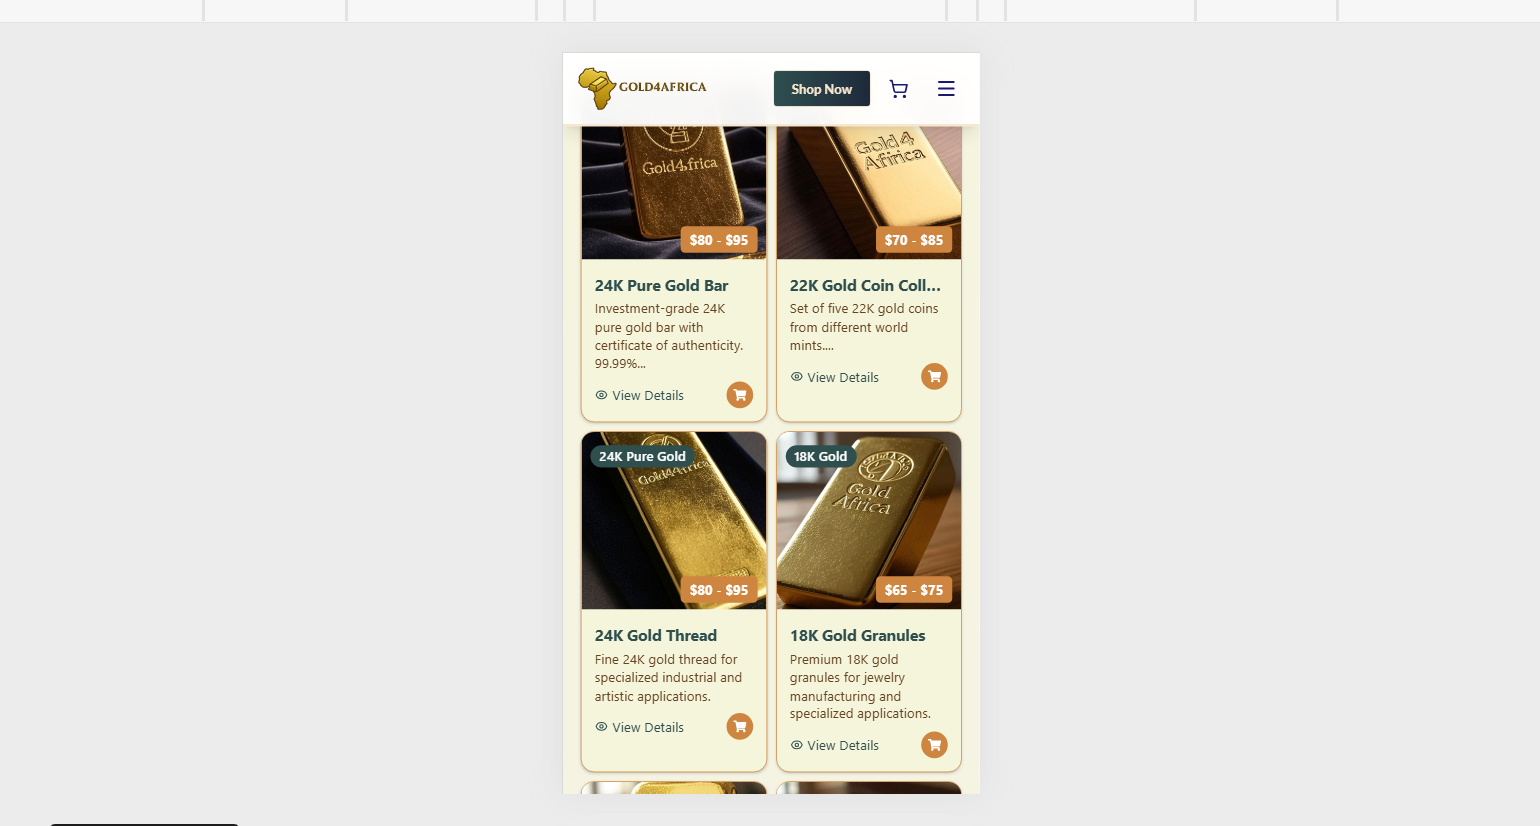 GOLD4AFRICA
Shop Now
Gold4frica
$80 - $95
Gold4
Afirica
$70 - $85
24K Pure Gold Bar
Investment-grade 24K
pure gold bar with
certificate of authenticity.
99.99%...
View Details
22K Gold Coin Coll...
Set of five 22K gold coins
from different world
mints....
View Details
24K Pure Gold
Gold44frica
$80 - $95
18K Gold
Gold
Africa
$65 - $75
24K Gold Thread
Fine 24K gold thread for
specialized industrial and
artistic applications.
View Details
18K Gold Granules
Premium 18K gold
granules for jewelry
manufacturing and
specialized applications.
View Details